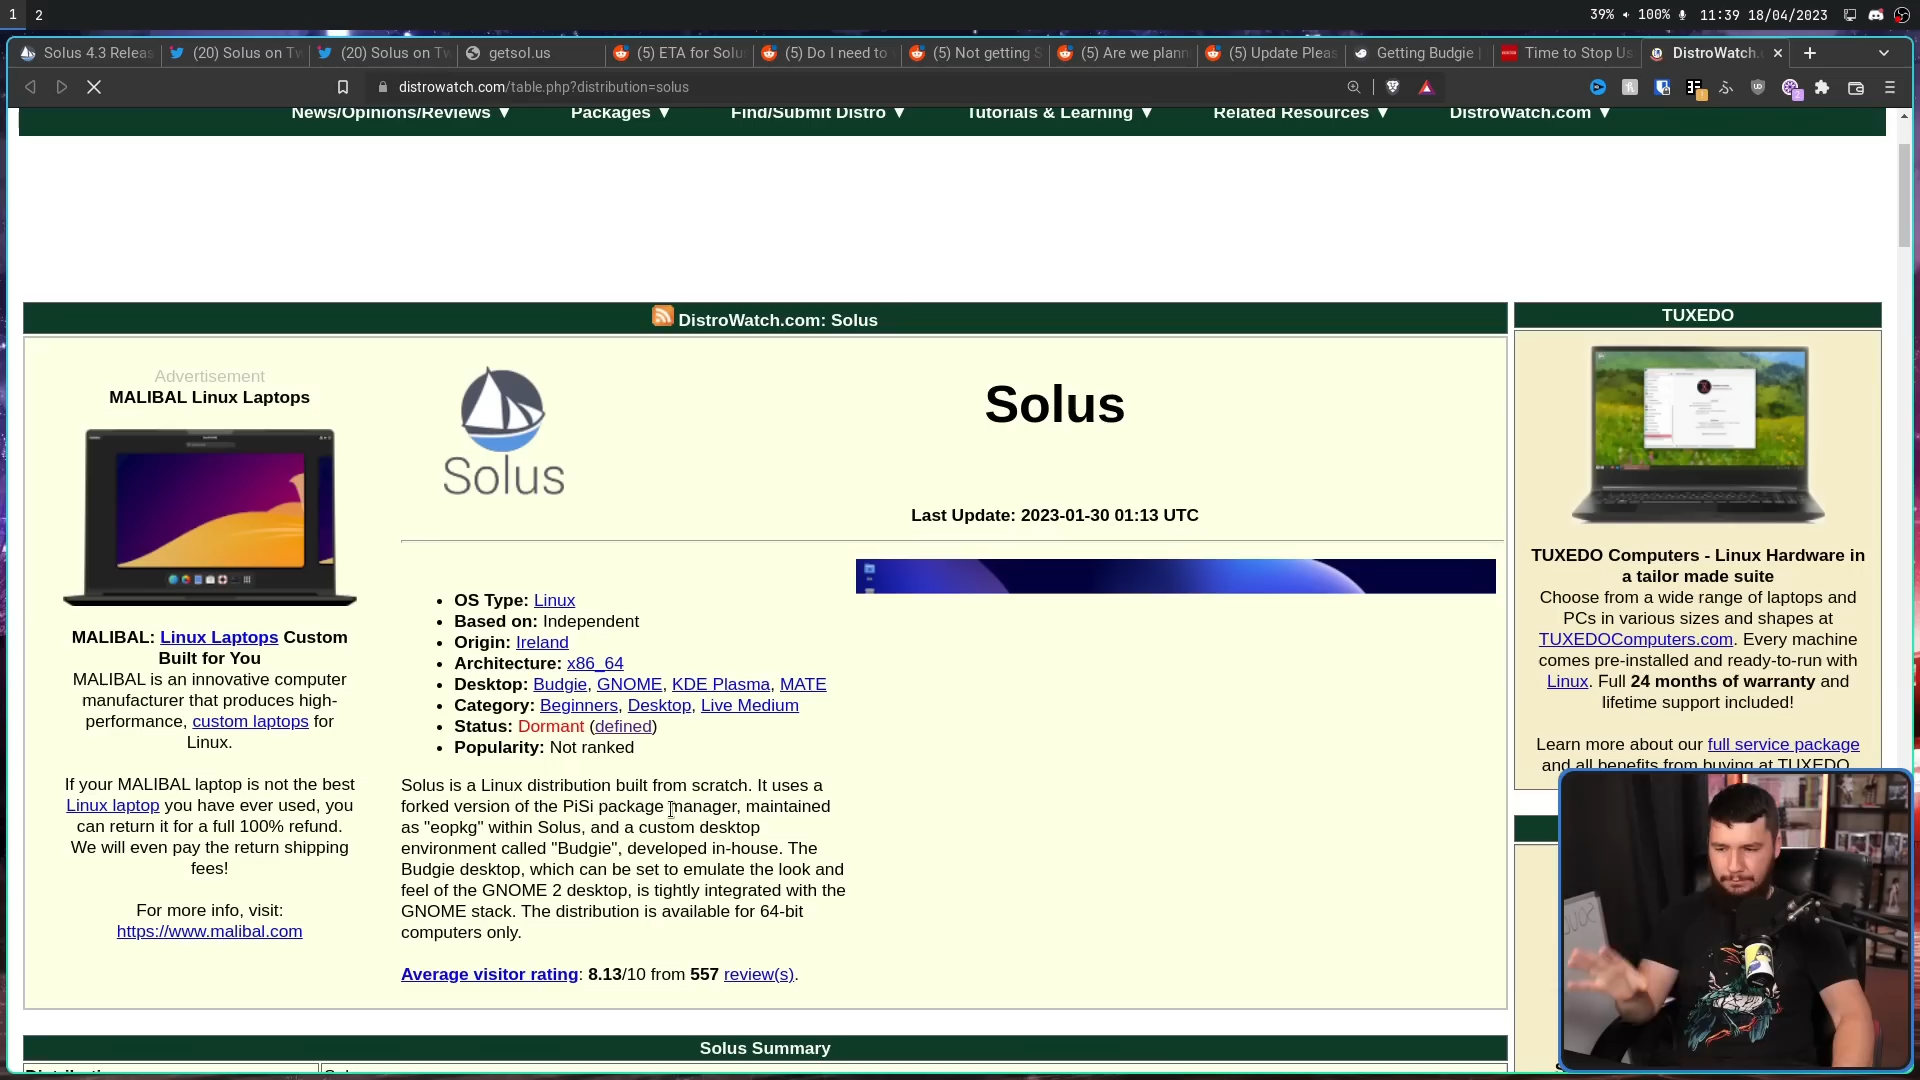 1 2
39% 100% 11:39 18/04/2023
Solus 4.3 Releas
(20) Solus on Tw
(20) Solus on Tw
getsol.us
(5) ETA for Solu
(5) Do I need to
(5) Not getting S
(5) Are we plann
(5) Update Pleas
Getting Budgie |
Time to Stop Us
DistroWatch.
distrowatch.com/table.php?distribution=solus
News/Opinions/Reviews ▼ Packages ▼ Find/Submit Distro ▼ Tutorials & Learning ▼ Related Resources ▼ DistroWatch.com ▼
DistroWatch.com: Solus
Advertisement
MALIBAL Linux Laptops
MALIBAL: Linux Laptops Custom
Built for You
MALIBAL is an innovative computer
manufacturer that produces high-
performance, custom laptops for
Linux.
If your MALIBAL laptop is not the best
Linux laptop you have ever used, you
can return it for a full 100% refund.
We will even pay the return shipping
fees!
For more info, visit:
https://www.malibal.com
Solus
Solus
Last Update: 2023-01-30 01:13 UTC
• OS Type: Linux
• Based on: Independent
• Origin: Ireland
• Architecture: x86_64
• Desktop: Budgie, GNOME, KDE Plasma, MATE
• Category: Beginners, Desktop, Live Medium
• Status: Dormant (defined)
• Popularity: Not ranked
Solus is a Linux distribution built from scratch. It uses a
forked version of the PiSi package manager, maintained
as "eopkg" within Solus, and a custom desktop
environment called "Budgie", developed in-house. The
Budgie desktop, which can be set to emulate the look and
feel of the GNOME 2 desktop, is tightly integrated with the
GNOME stack. The distribution is available for 64-bit
computers only.
Average visitor rating: 8.13/10 from 557 review(s).
Solus Summary
TUXEDO
TUXEDO Computers - Linux Hardware in
a tailor made suite
Choose from a wide range of laptops and
PCs in various sizes and shapes at
TUXEDOComputers.com. Every machine
comes pre-installed and ready-to-run with
Linux. Full 24 months of warranty and
lifetime support included!
Learn more about our full service package
and all benefits from buying at TUXEDO